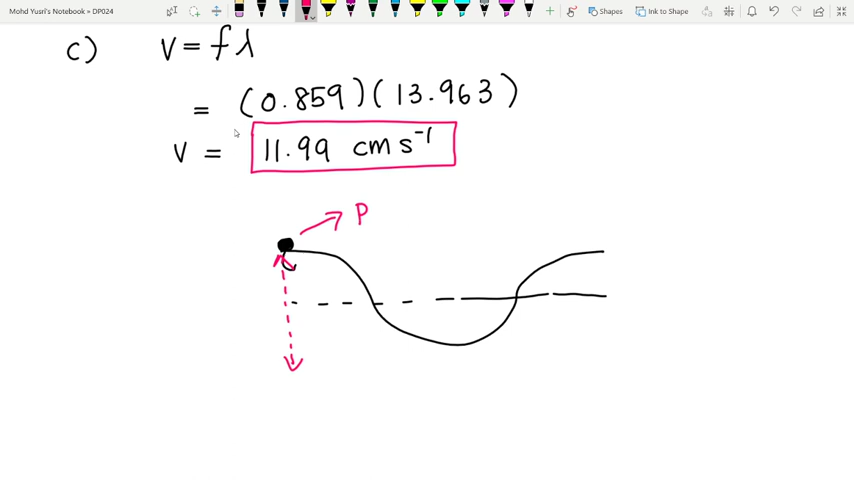 Mohd Yusri's Notebook » DP024
Shapes
Ink to Shape
c) v = fλ
= (0.859)(13.963)
v = 11.99 cm s⁻¹
P